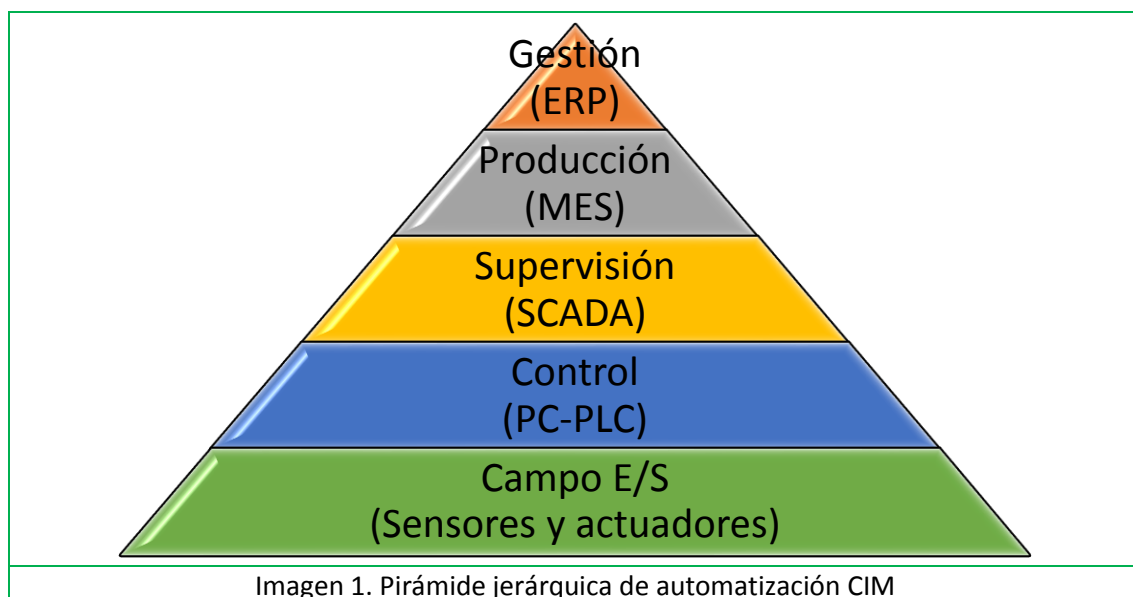 Gestión
(ERP)
Producción
(MES)
Supervisión
(SCADA)
Control
(PC-PLC)
Campo E/S
(Sensores y actuadores)
Imagen 1. Pirámide jerárquica de automatización CIM